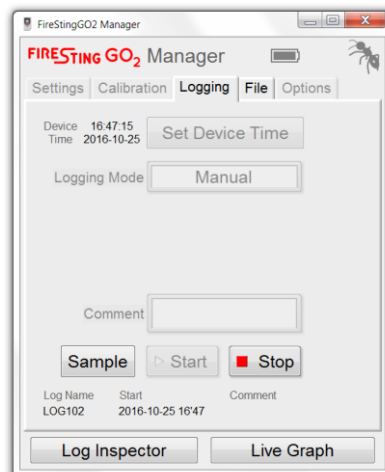 FireStingGO2 Manager
FIRESTING GO2 Manager
Settings Calibration Logging File Options
Device 16:47:15
Time 2016-10-25
Set Device Time
Logging Mode Manual
Comment
Sample Start Stop
Log Name Start Comment
LOG102 2016-10-25 16'47
Log Inspector Live Graph